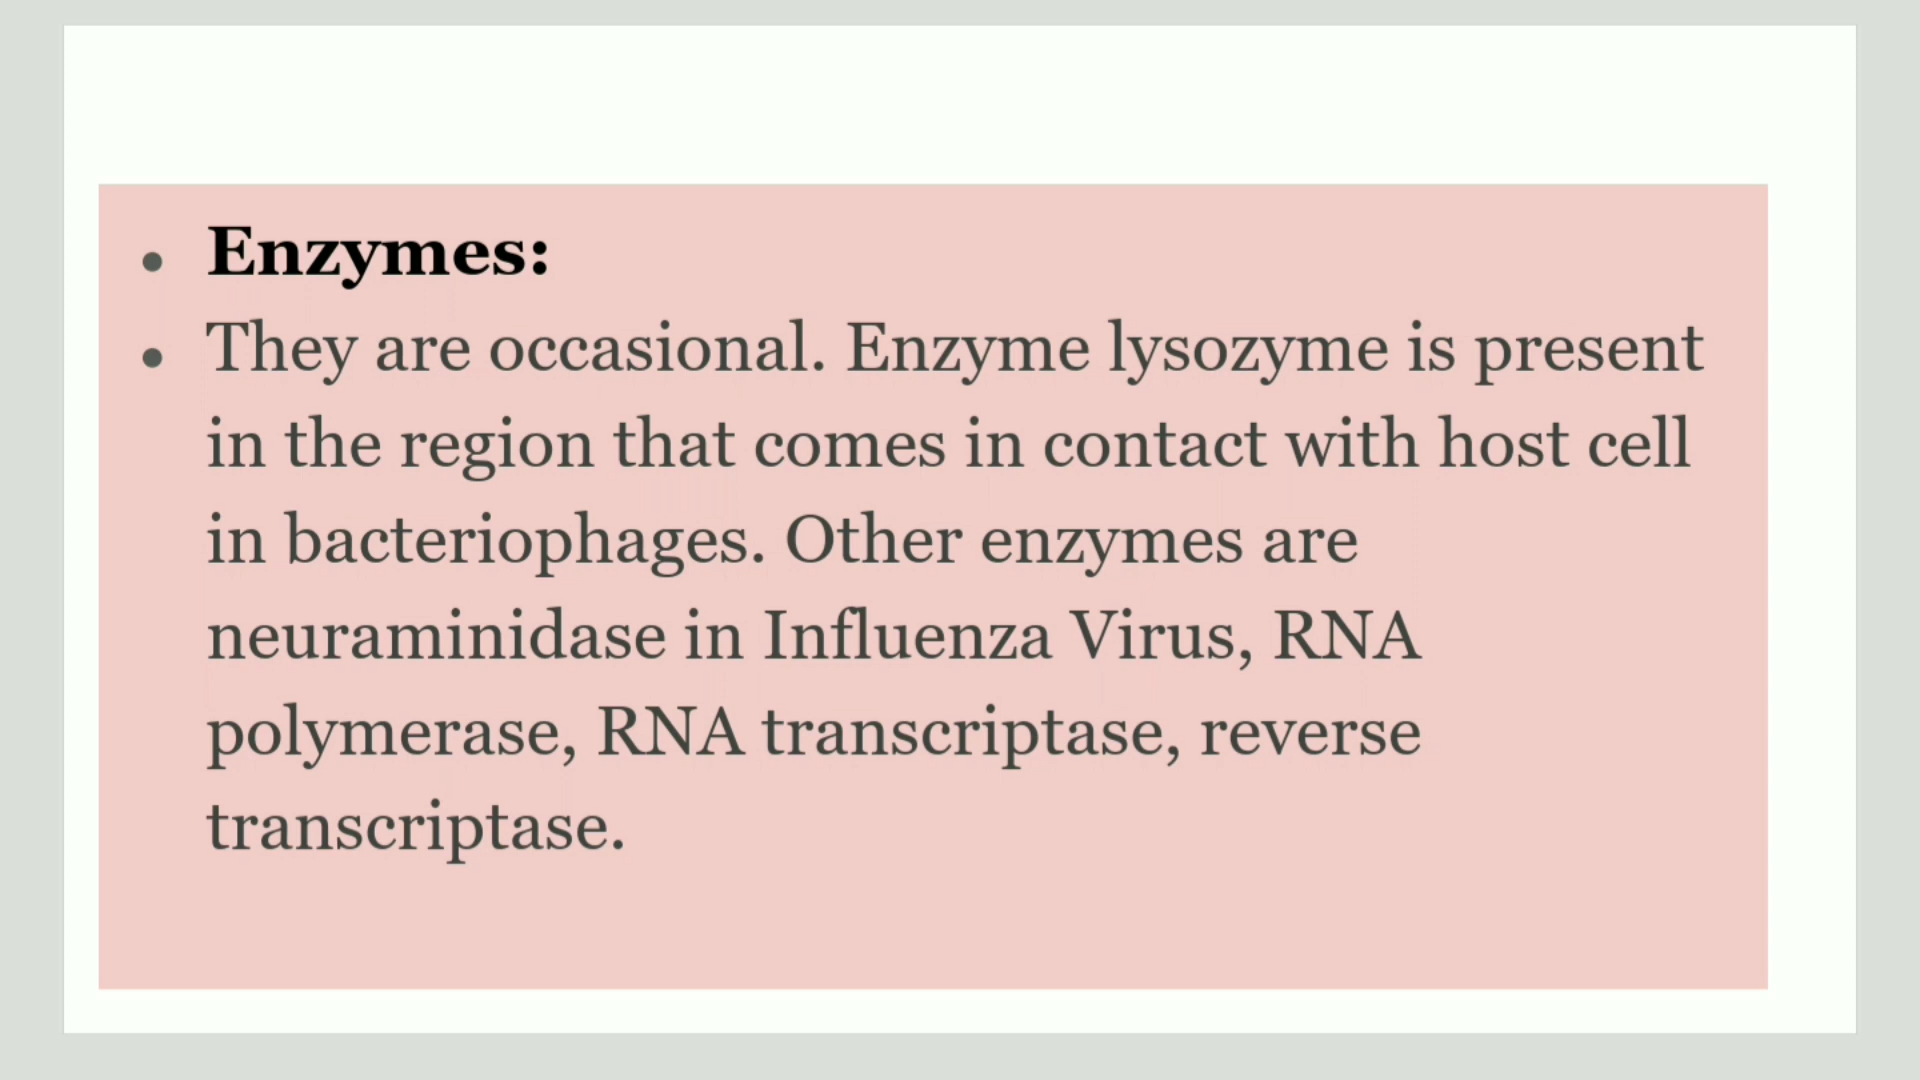 • Enzymes:
• They are occasional. Enzyme lysozyme is present
in the region that comes in contact with host cell
in bacteriophages. Other enzymes are
neuraminidase in Influenza Virus, RNA
polymerase, RNA transcriptase, reverse
transcriptase.